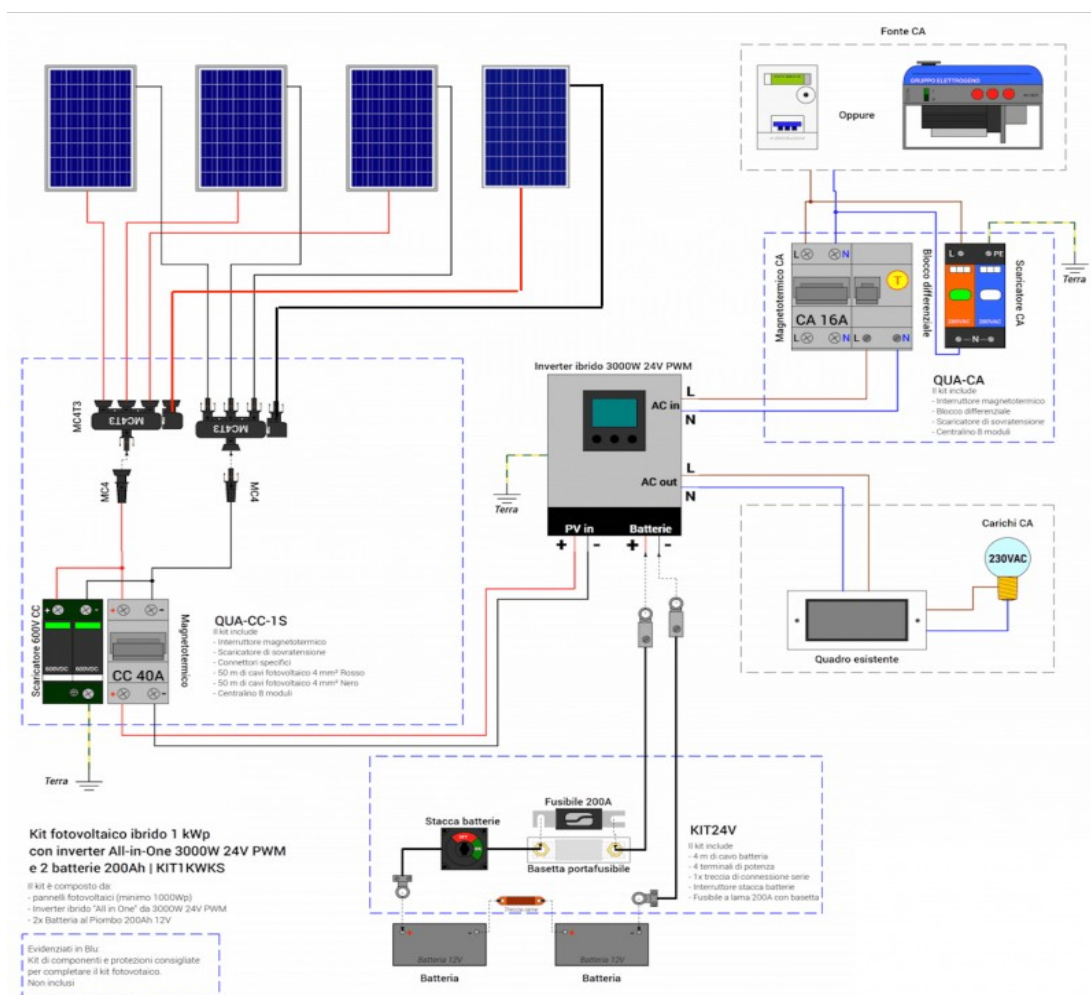 Fonte CA
GRUPPO ELETTROGENO
Oppure
L
N
L
PE
Magnetotermico CA
CA 16A
T
Blocco differenziale
Scaricatore CA
Terra
L
N
L
N
N
QUA-CA
Il kit include
- Interruttore magnetotermico
- Blocco differenziale
- Scaricatore di sovratensione
- Centralino 8 moduli
Inverter ibrido 3000W 24V PWM
L
AC in
N
L
AC out
N
Terra
PV in
Batterie
+ - + -
MC4T3
MC4T3
MC4T3
MC4
MC4
Carichi CA
230VAC
Quadro esistente
Scaricatore 600V CC
600VDC
600VDC
CC 40A
Magnetotermico
QUA-CC-1S
Il kit include
- Interruttore magnetotermico
- Scaricatore di sovratensione
- Connettori specifici
- 50 m di cavi fotovoltaico 4 mm² Rosso
- 50 m di cavi fotovoltaico 4 mm² Nero
- Centralino 8 moduli
Terra
Stacca batterie
Fusibile 200A
Basetta portafusibile
KIT24V
Il kit include
- 4 m di cavo batteria
- 4 terminali di potenza
- 1x treccia di connessione serie
- Interruttore stacca batterie
- Fusibile a lama 200A con basetta
Batteria 12V
Batteria 12V
Batteria
Batteria
Kit fotovoltaico ibrido 1 kWp
con inverter All-in-One 3000W 24V PWM
e 2 batterie 200Ah | KIT1KWKS
Il kit è composto da:
- pannelli fotovoltaici (minimo 1000Wp)
- Inverter ibrido "All in One" da 3000W 24V PWM
- 2x Batteria al Piombo 200Ah 12V
Evidenziati in Blu:
Kit di componenti e protezioni consigliate
per completare il kit fotovotaico.
Non inclusi